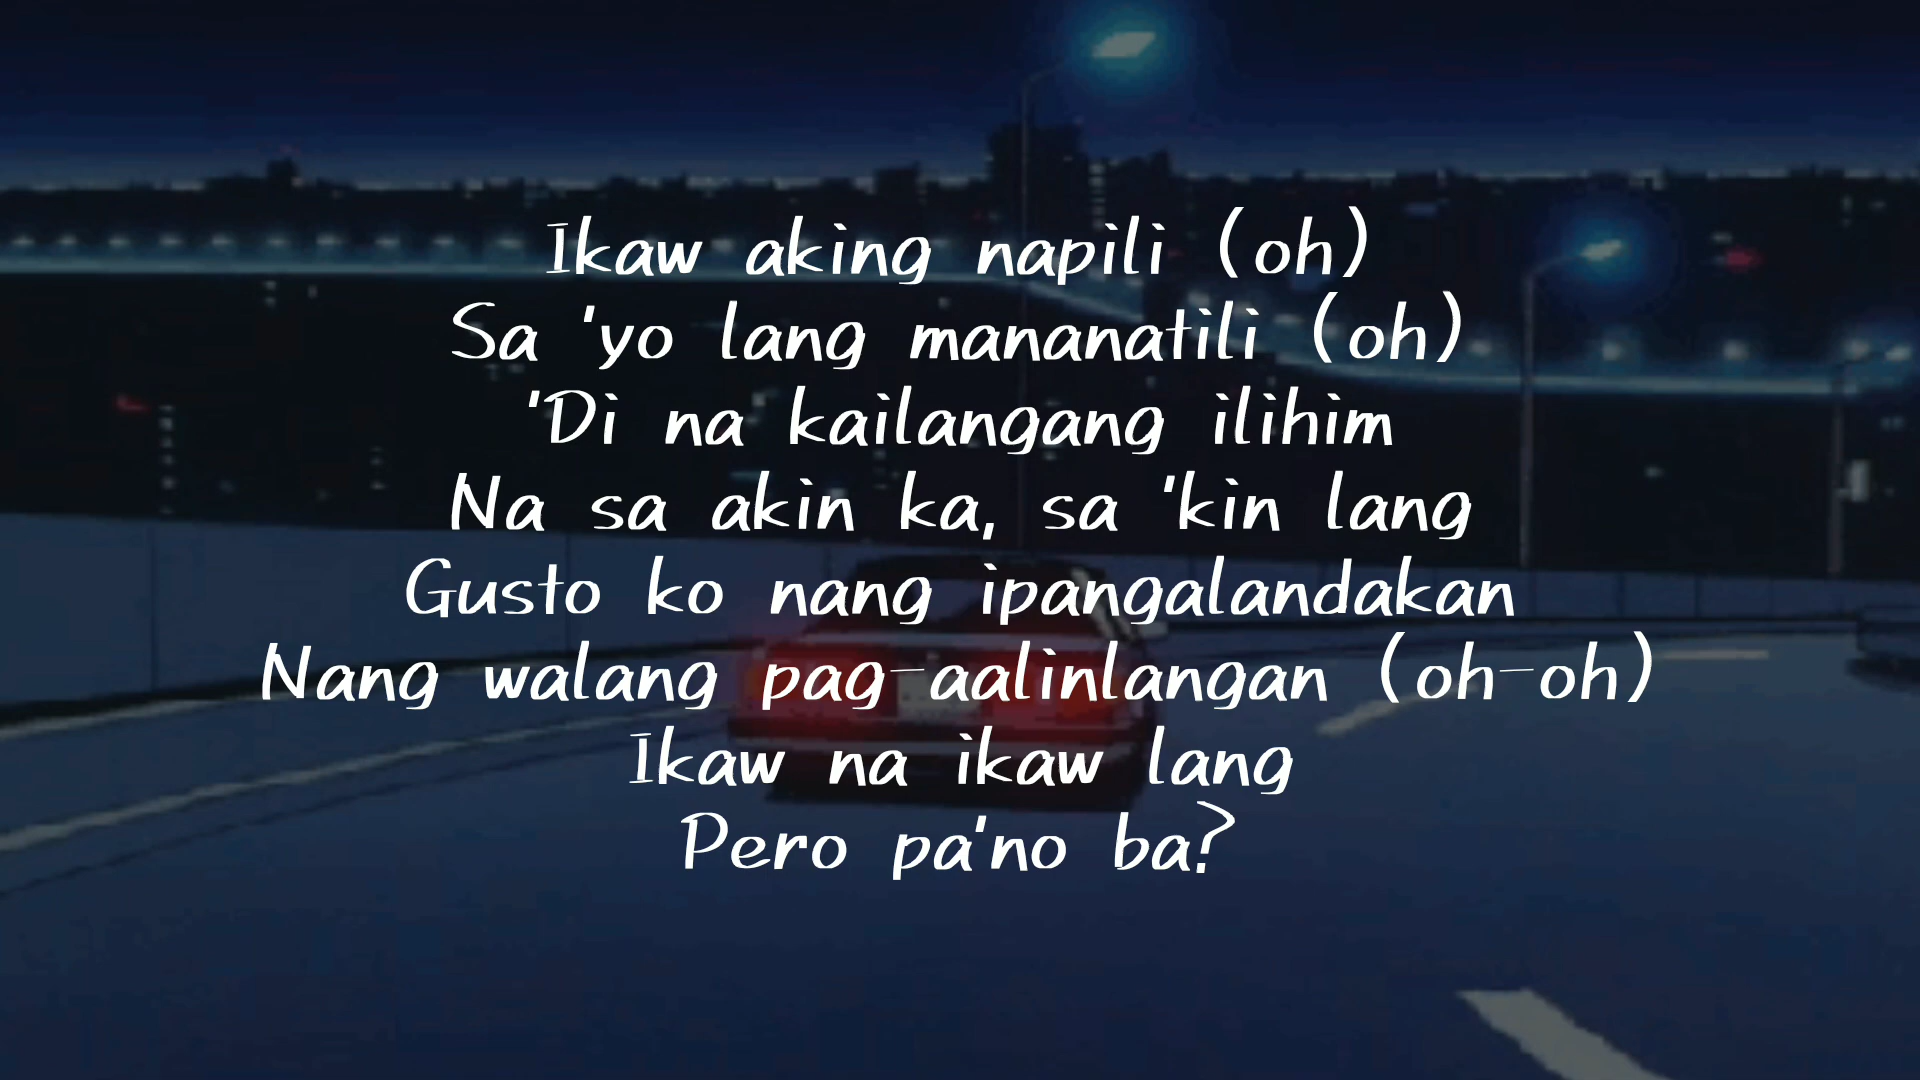 Ikaw aking napili (oh)
Sa 'yo lang mananatili (oh)
'Di na kailangang ilihim
Na sa akin ka, sa 'kin lang
Gusto ko nang ipangalandakan
Nang walang pag-aalinlangan (oh-oh)
Ikaw na ikaw lang
Pero pa'no ba?